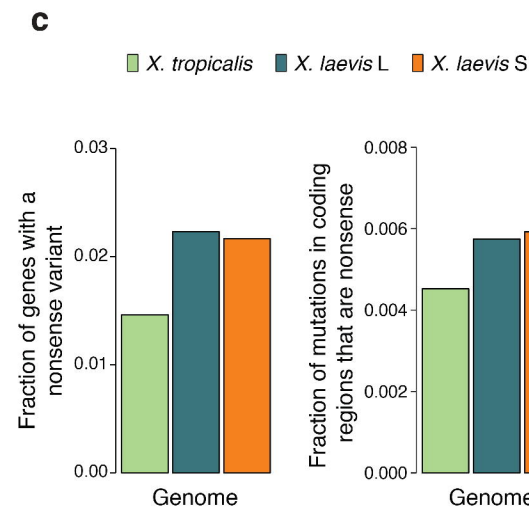 c
X. tropicalis
X. laevis L
X. laevis S
Fraction of genes with a
nonsense variant
0.03
0.02
0.01
0.00
Genome
Fraction of mutations in coding
regions that are nonsense
0.008
0.006
0.004
0.002
0.000
Genome